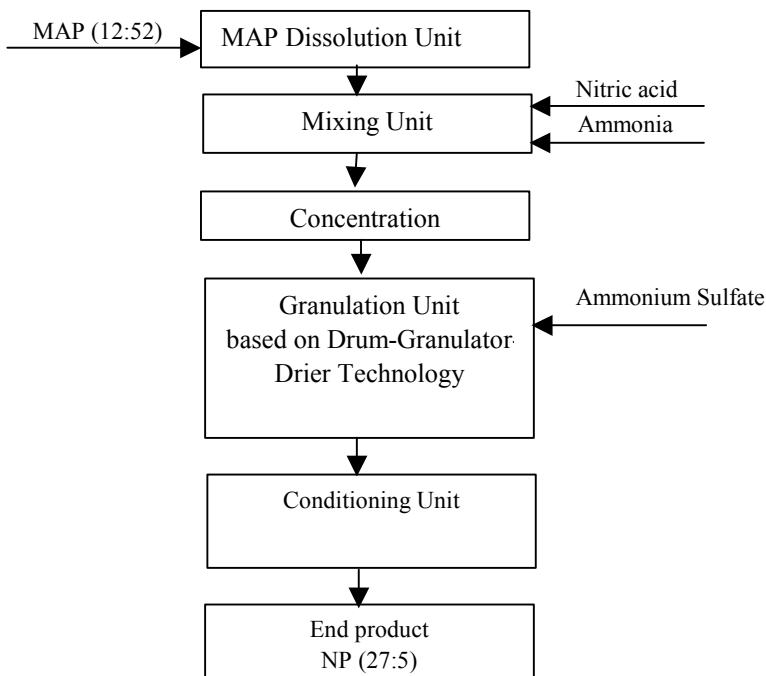 MAP (12:52)
MAP Dissolution Unit
Nitric acid
Mixing Unit
Ammonia
Concentration
Granulation Unit
based on Drum-Granulator-
Drier Technology
Ammonium Sulfate
Conditioning Unit
End product
NP (27:5)